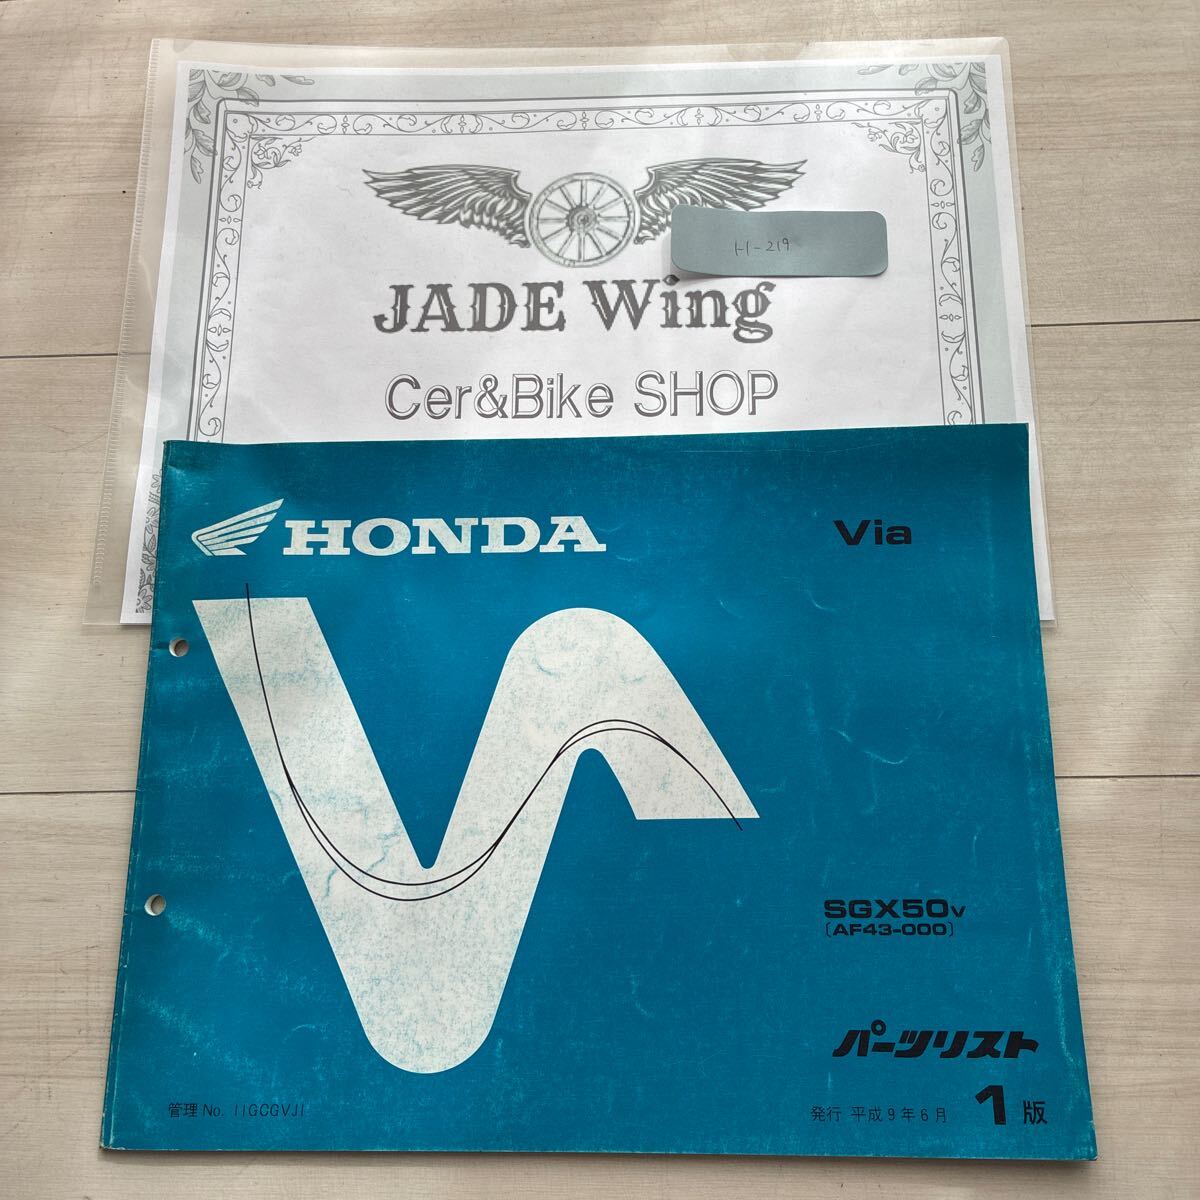 H-219
JADE Wing
Cer&Bike SHOP
HONDA
Via
SGX50V
(AF43-000)
パーツリスト
管理 No. 11GCGVJ1
発行 平成9年6月 1版